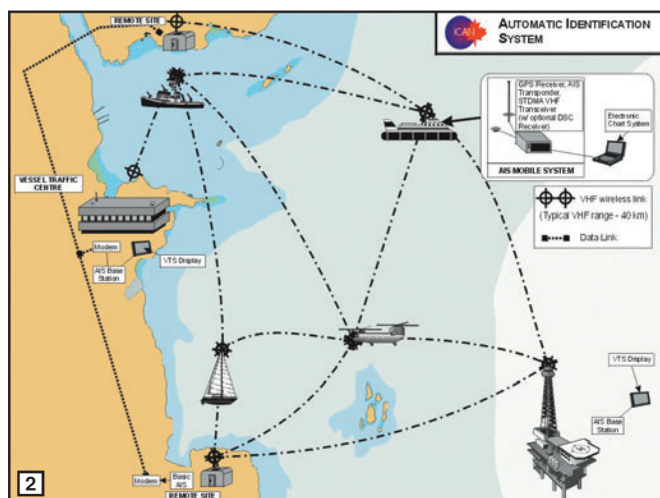 REMOTE SITE
ICAN
AUTOMATIC IDENTIFICATION
SYSTEM
GPS Receiver, AIS
Transponder,
STDMA VHF
Transceiver
(w/ optional DSC
Receiver)
Electronic
Chart System
AIS MOBILE SYSTEM
VHF wireless link
(Typical VHF range - 40 km)
Data Link
VESSEL TRAFFIC
CENTRE
Modem
AIS Base
Station
VTS Display
VTS Display
AIS Base
Station
Modem
Basic
AIS
REMOTE SITE
2